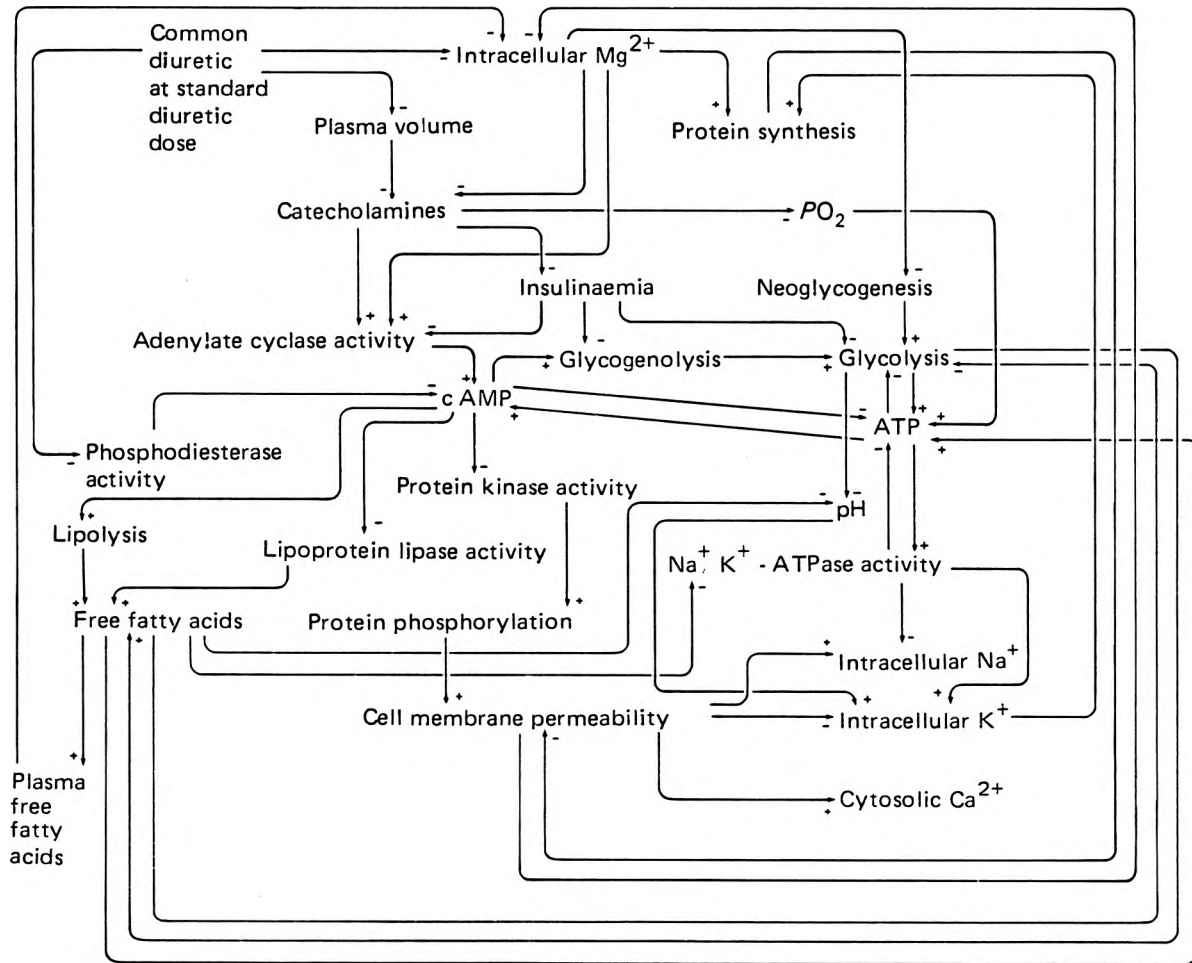 Common
diuretic
at standard
diuretic
dose
Intracellular Mg2+
Plasma volume
Protein synthesis
Catecholamines
PO2
Insulinaemia
Neoglycogenesis
Adenylate cyclase activity
Glycogenolysis
Glycolysis
c AMP
ATP
Phosphodiesterase
activity
Protein kinase activity
pH
Lipolysis
Lipoprotein lipase activity
Na+, K+ - ATPase activity
Free fatty acids
Protein phosphorylation
Intracellular Na+
Cell membrane permeability
Intracellular K+
Plasma
free
fatty
acids
Cytosolic Ca2+